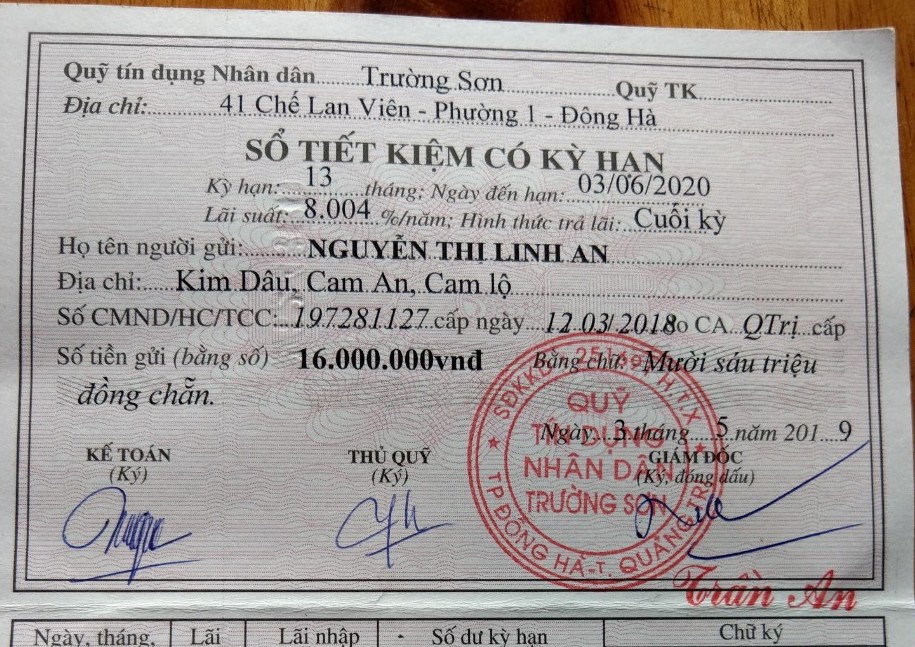 Quỹ tín dụng Nhân dân Trường Sơn Quỹ TK
Địa chỉ: 41 Chế Lan Viên - Phường 1 - Đông Hà
SỔ TIẾT KIỆM CÓ KỲ HẠN
Kỳ hạn: 13 tháng; Ngày đến hạn: 03/06/2020
Lãi suất: 8.004 %/năm; Hình thức trả lãi: Cuối kỳ
Họ tên người gửi: NGUYỄN THỊ LINH AN
Địa chỉ: Kim Dâu, Cam An, Cam lộ
Số CMND/HC/TCC: 197281127 cấp ngày 12.03/2018 o CA. QTrị cấp
Số tiền gửi (bằng số) 16.000.000vnđ Bằng chữ: Mười sáu triệu
đồng chẵn.
Ngày 3 tháng 5 năm 2019
KẾ TOÁN THỦ QUỸ GIÁM ĐỐC
(Ký) (Ký) (Ký, đóng dấu)
SĐKKD H.T.X
QUỸ
TÍN DỤNG
NHÂN DÂN
TRƯỜNG SƠN
TP ĐÔNG HÀ - T. QUẢNG TRỊ
Trần An
Ngày, tháng, Lãi Lãi nhập Số dư kỳ hạn Chữ ký